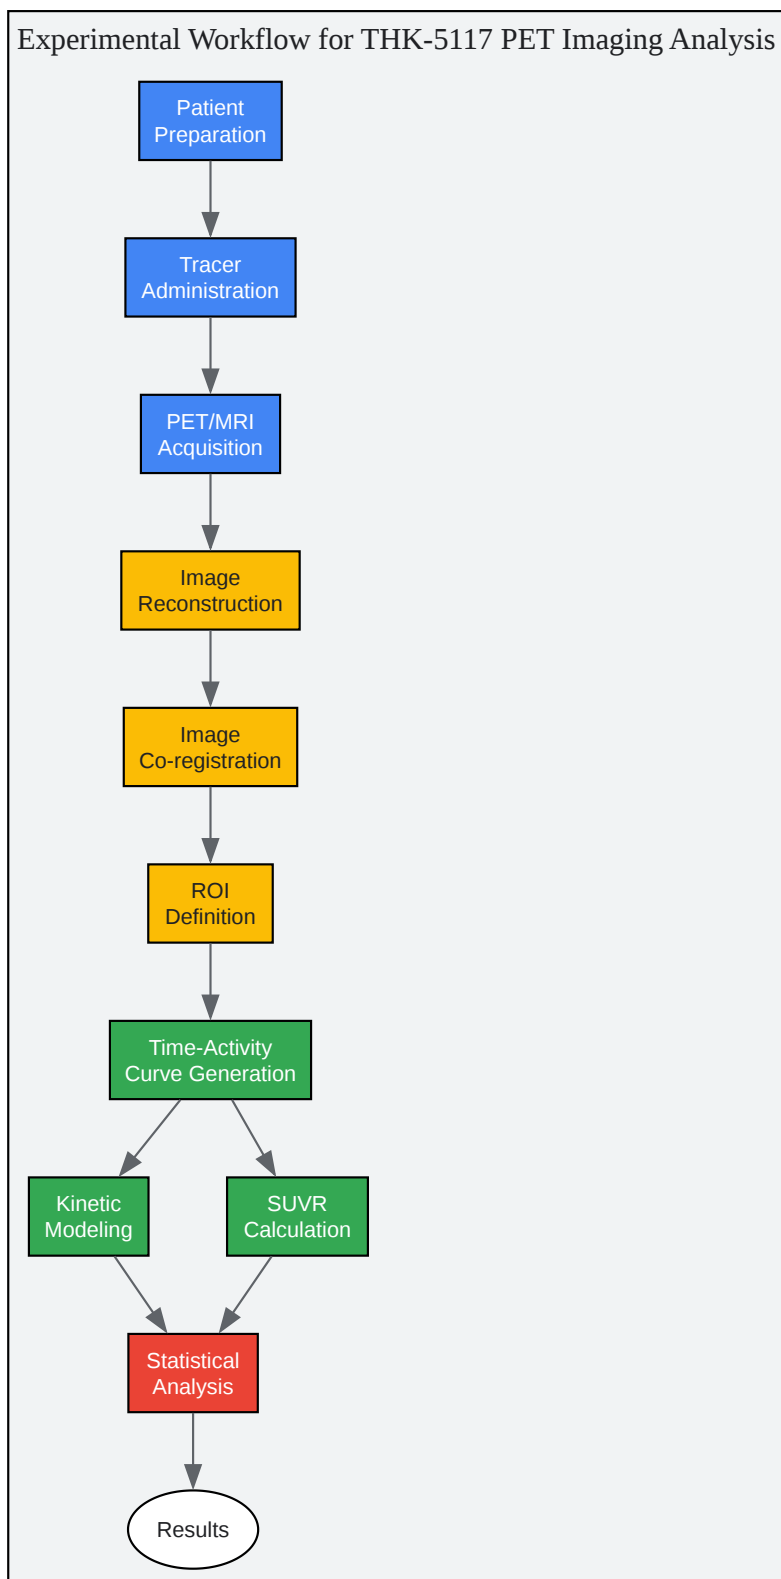 Experimental Workflow for THK-5117 PET Imaging Analysis
Patient
Preparation
Tracer
Administration
PET/MRI
Acquisition
Image
Reconstruction
Image
Co-registration
ROI
Definition
Time-Activity
Curve Generation
Kinetic
Modeling
SUVR
Calculation
Statistical
Analysis
Results